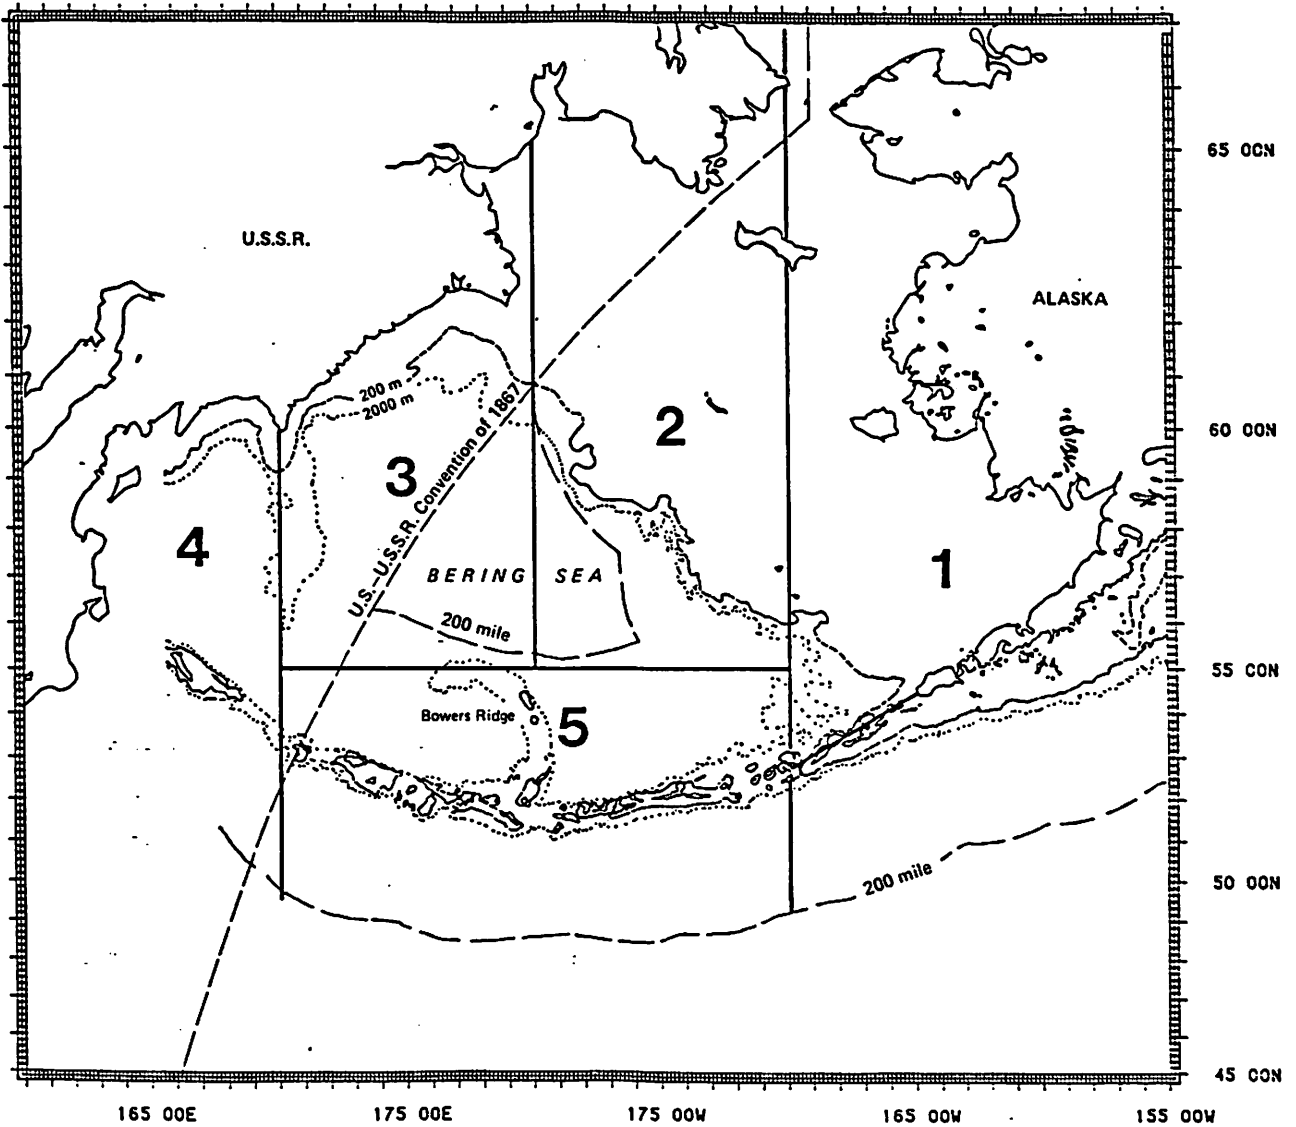 65 00N
U.S.S.R.
ALASKA
200 m
2000 m
2
60 00N
3
U.S.-U.S.S.R. Convention of 1867
4
BERING SEA
1
200 mile
55 00N
Bowers Ridge
5
200 mile
50 00N
45 00N
165 00E 175 00E 175 00W 165 00W 155 00W